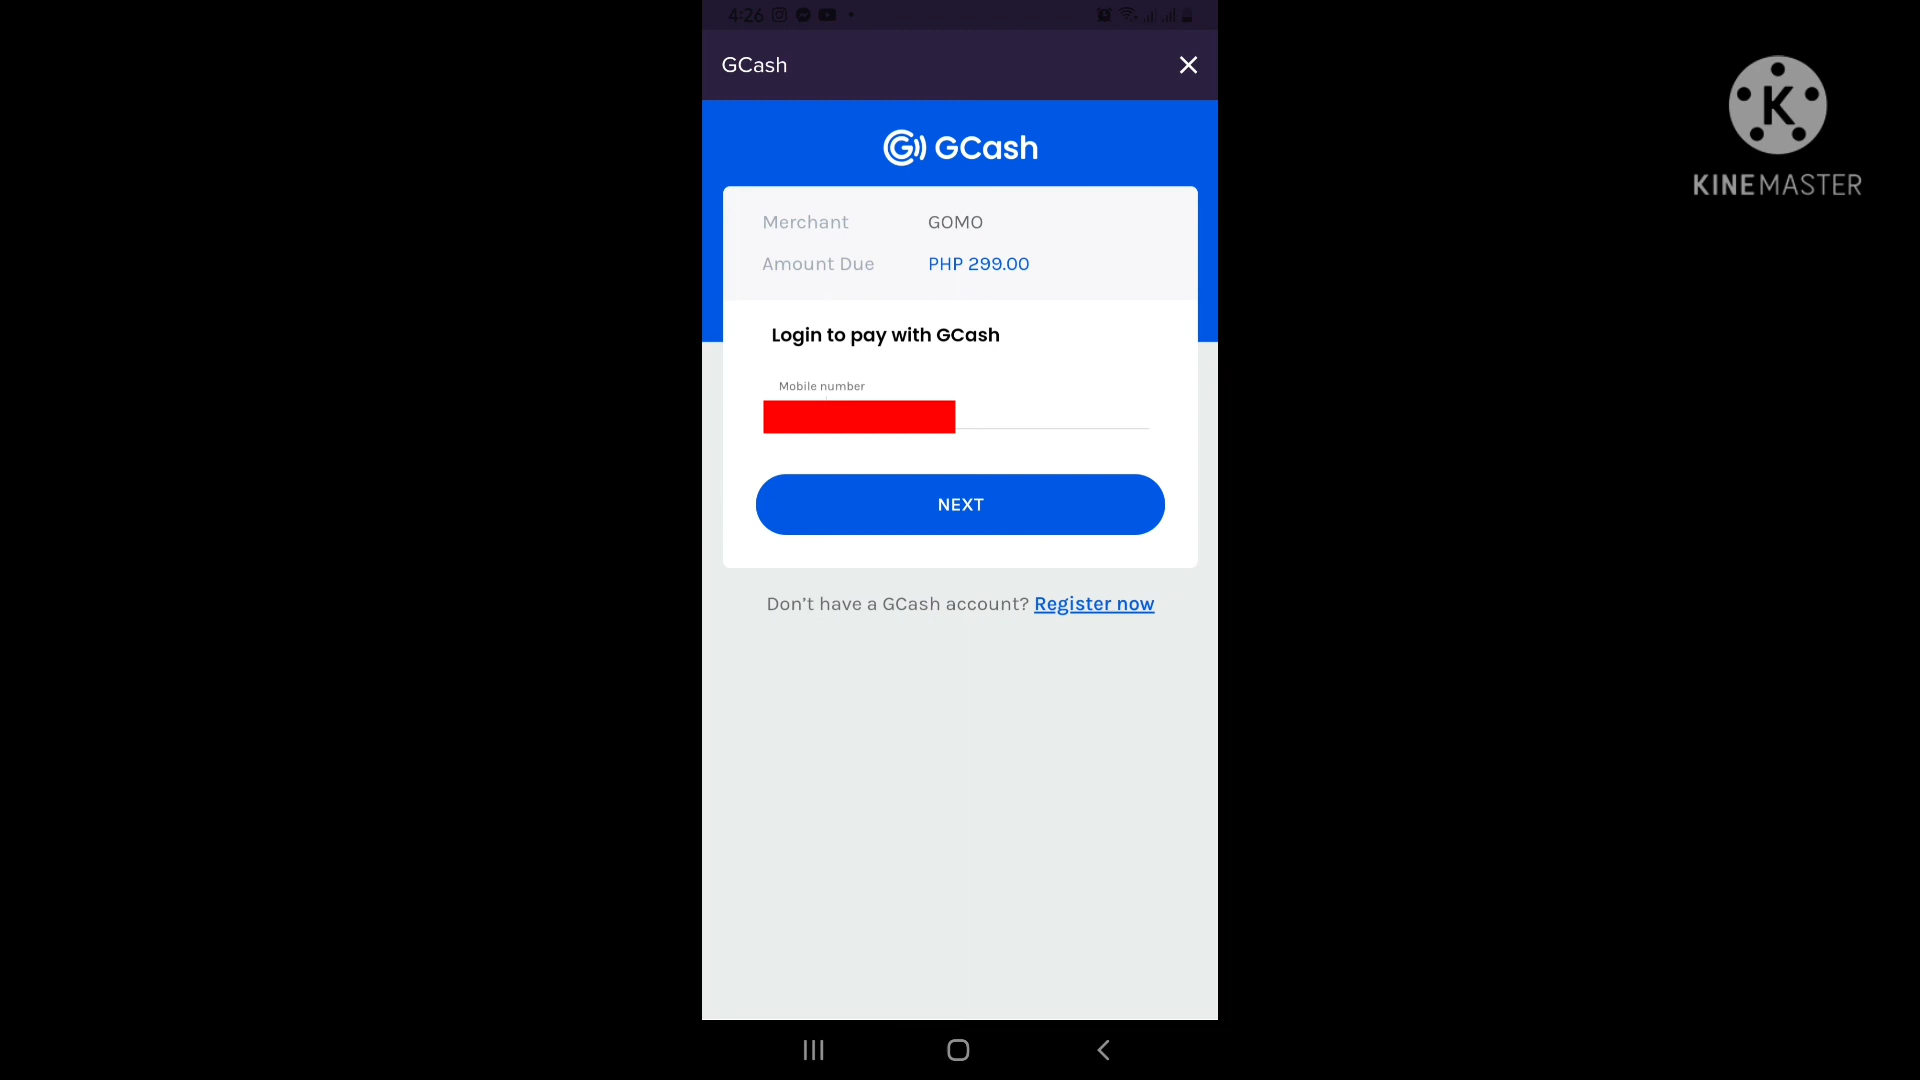 4:26
GCash
GCash
Merchant GOMO
Amount Due PHP 299.00
Login to pay with GCash
Mobile number
NEXT
Don’t have a GCash account? Register now
K
KINEMASTER